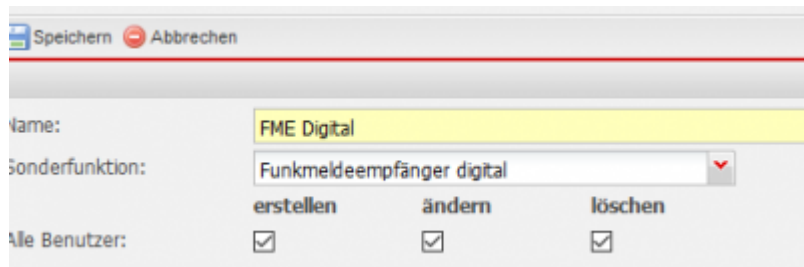 Speichern Abbrechen
Name: FME Digital
Sonderfunktion: Funkmeldeempfänger digital
erstellen ändern löschen
Alle Benutzer: